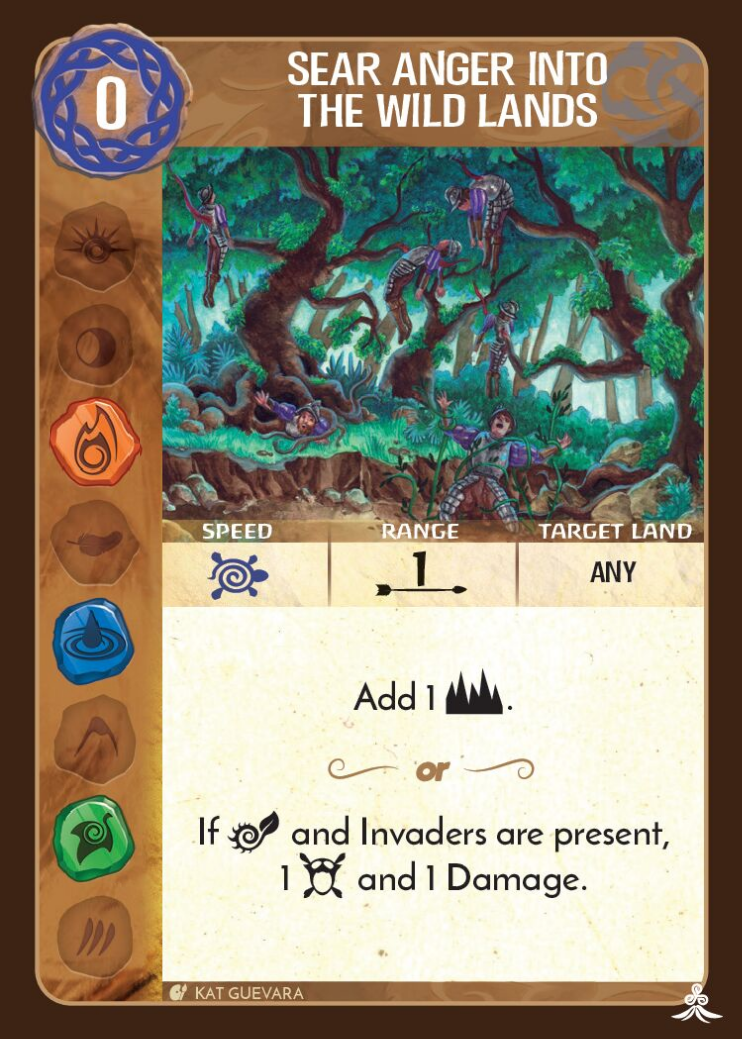 0
SEAR ANGER INTO
THE WILD LANDS
SPEED RANGE TARGET LAND
1 ANY
Add 1 .
or
If and Invaders are present,
1 and 1 Damage.
KAT GUEVARA